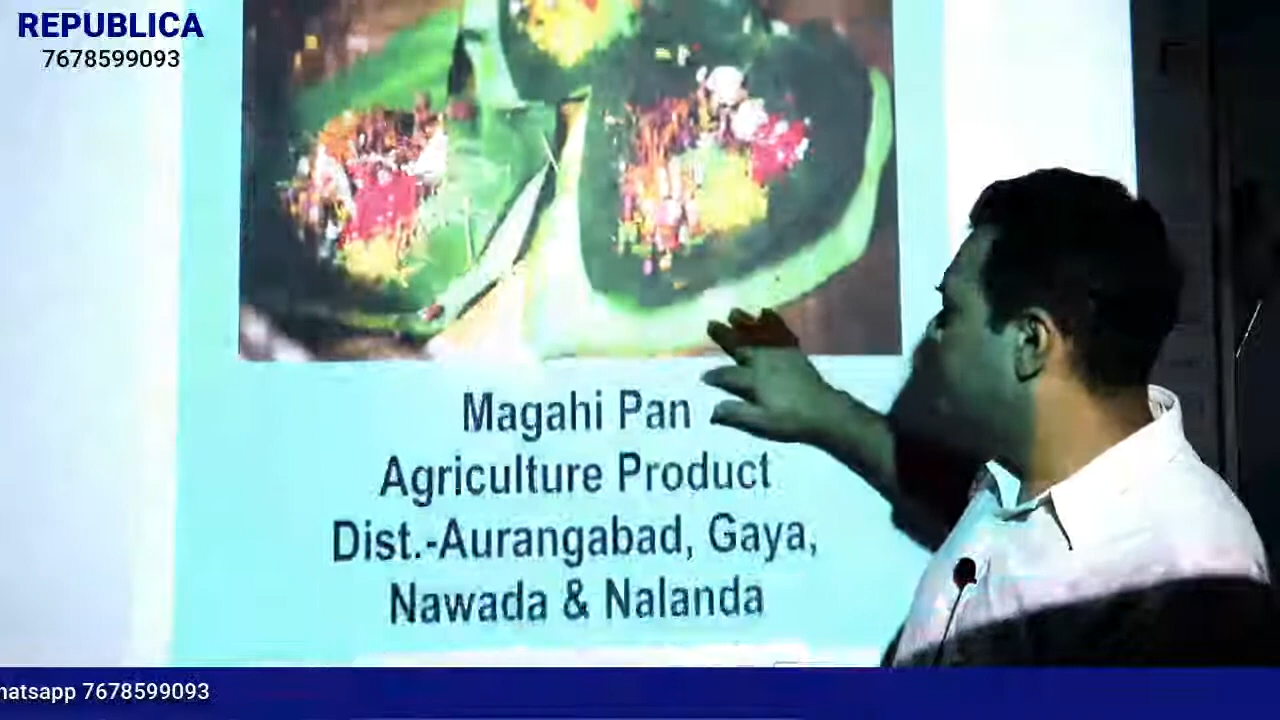 REPUBLICA
7678599093
Magahi Pan
Agriculture Product
Dist.-Aurangabad, Gaya,
Nawada & Nalanda
hatsapp 7678599093